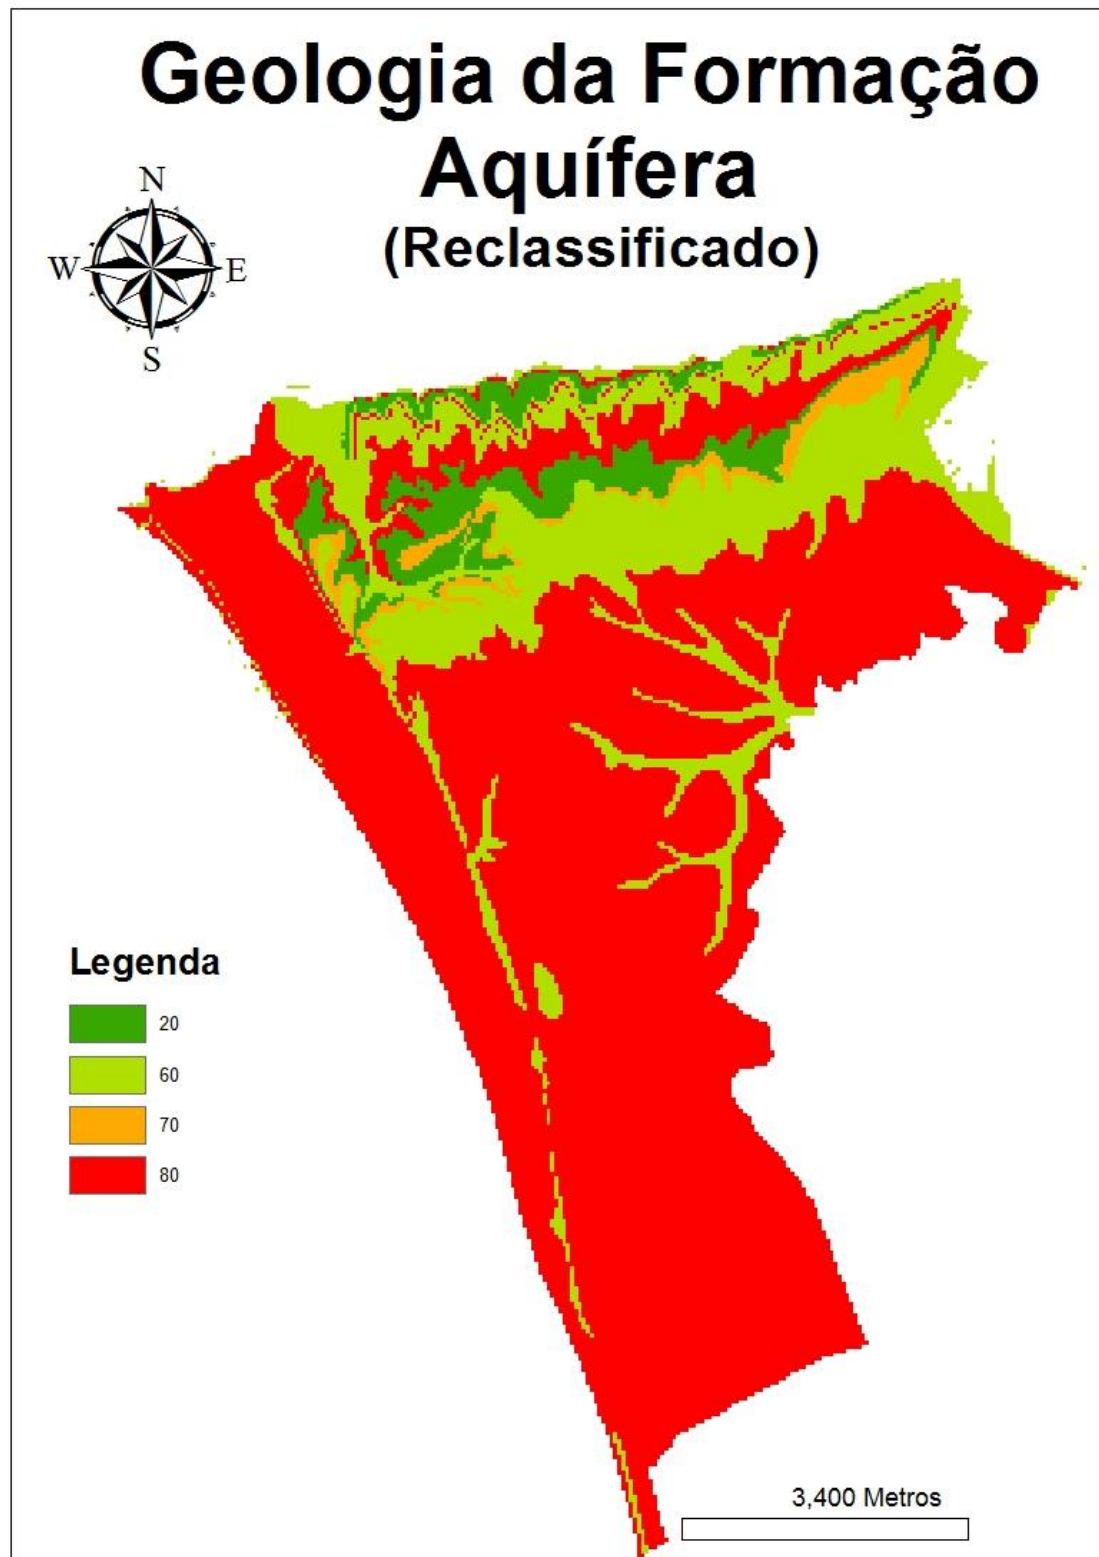 Geologia da Formação
Aquífera
(Reclassificado)
N
W E
S
Legenda
20
60
70
80
3,400 Metros